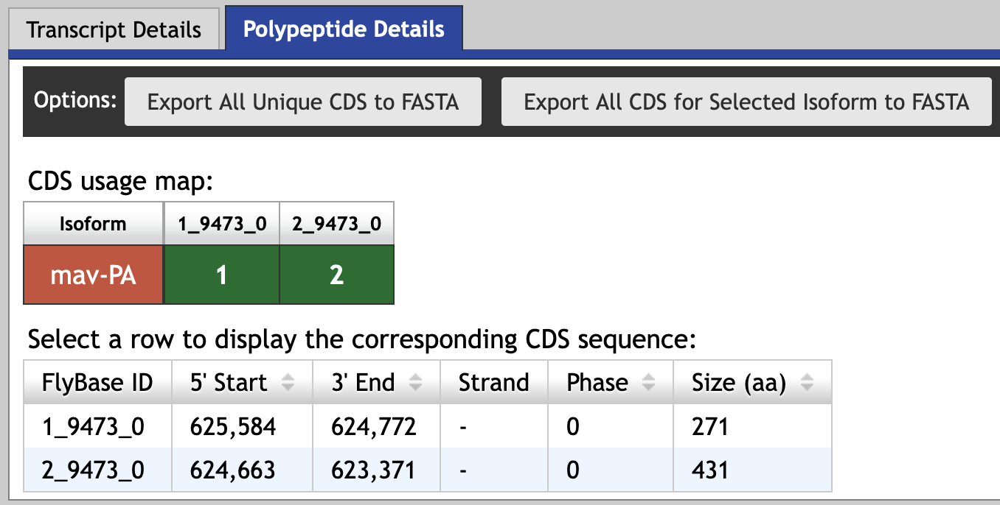 Transcript Details Polypeptide Details
Options: Export All Unique CDS to FASTA Export All CDS for Selected Isoform to FASTA
CDS usage map:
Isoform 1_9473_0 2_9473_0
mav-PA 1 2
Select a row to display the corresponding CDS sequence:
FlyBase ID 5' Start 3' End Strand Phase Size (aa)
1_9473_0 625,584 624,772 - 0 271
2_9473_0 624,663 623,371 - 0 431